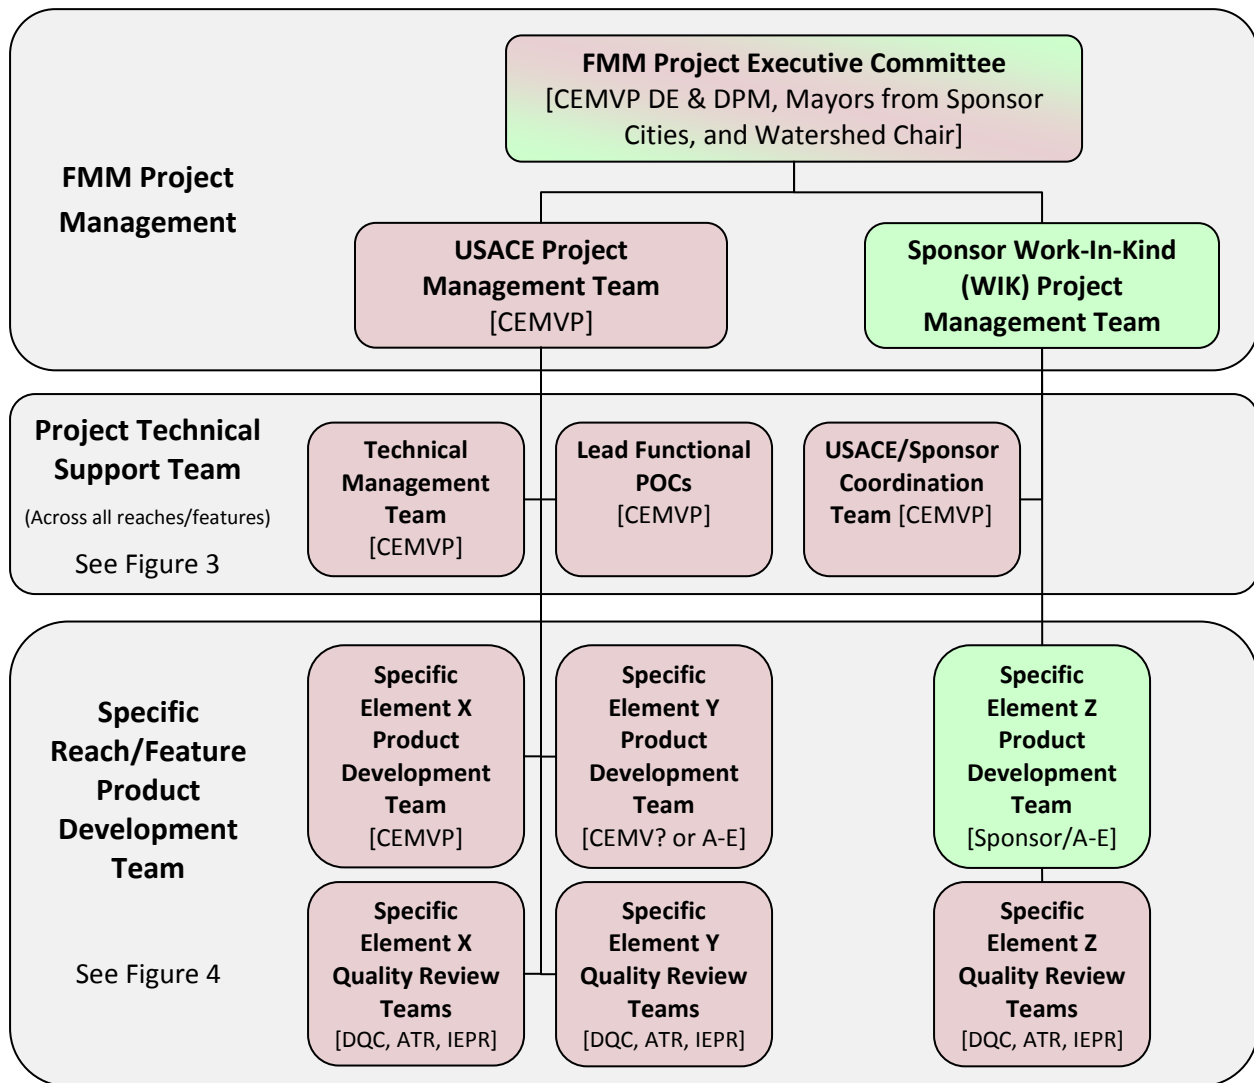 FMM Project Executive Committee
[CEMVP DE & DPM, Mayors from Sponsor
Cities, and Watershed Chair]
FMM Project
Management
USACE Project
Management Team
[CEMVP]
Sponsor Work-In-Kind
(WIK) Project
Management Team
Project Technical
Support Team
(Across all reaches/features)
See Figure 3
Technical
Management
Team
[CEMVP]
Lead Functional
POCs
[CEMVP]
USACE/Sponsor
Coordination
Team [CEMVP]
Specific
Reach/Feature
Product
Development
Team
See Figure 4
Specific
Element X
Product
Development
Team
[CEMVP]
Specific
Element Y
Product
Development
Team
[CEMV? or A-E]
Specific
Element Z
Product
Development
Team
[Sponsor/A-E]
Specific
Element X
Quality Review
Teams
[DQC, ATR, IEPR]
Specific
Element Y
Quality Review
Teams
[DQC, ATR, IEPR]
Specific
Element Z
Quality Review
Teams
[DQC, ATR, IEPR]